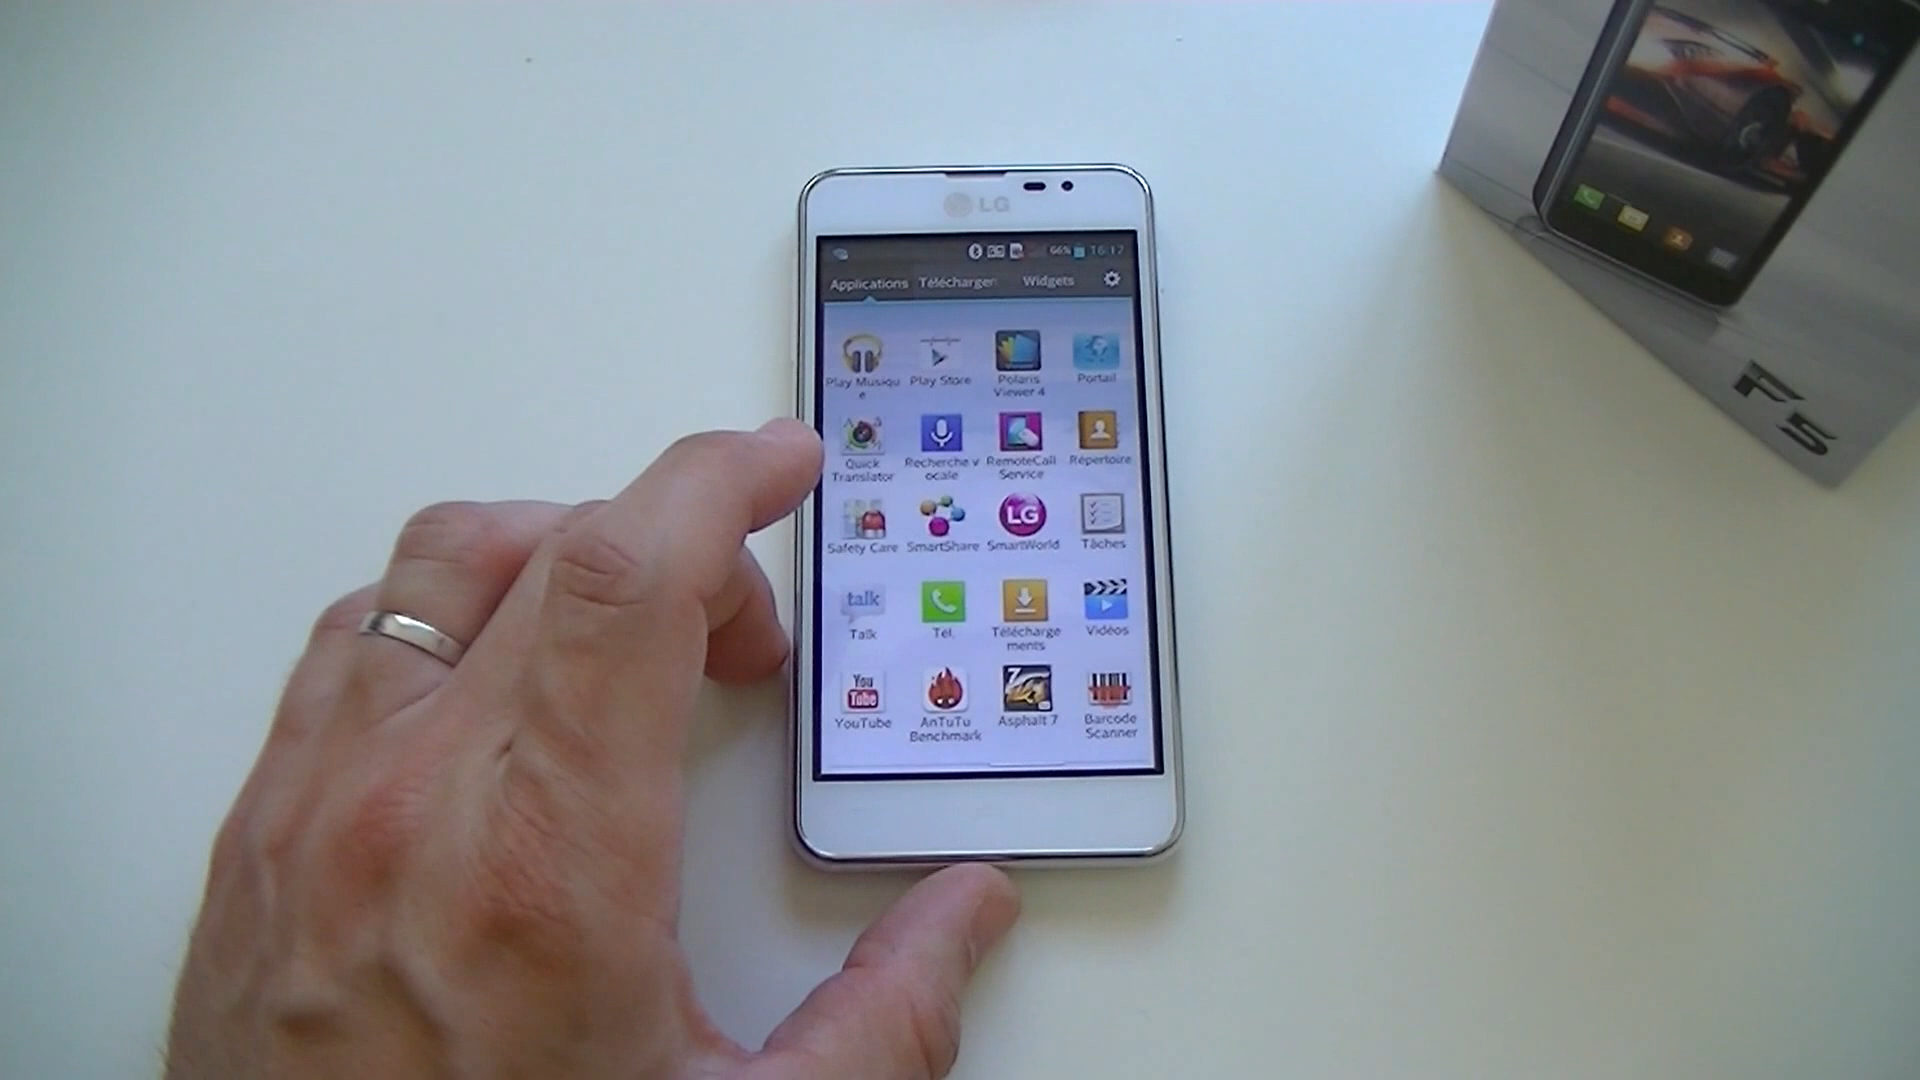 LG
66% 16:17
Applications Télécharger Widgets
Play Musiqu
e
Play Store
Polaris
Viewer 4
Portail
Quick
Translator
Recherche v
ocale
RemoteCall
Service
Répertoire
Safety Care
SmartShare
LG
SmartWorld
Tâches
talk
Talk
Tél.
Télécharge
ments
Vidéos
You
Tube
YouTube
AnTuTu
Benchmark
7
Asphalt 7
Barcode
Scanner
F5